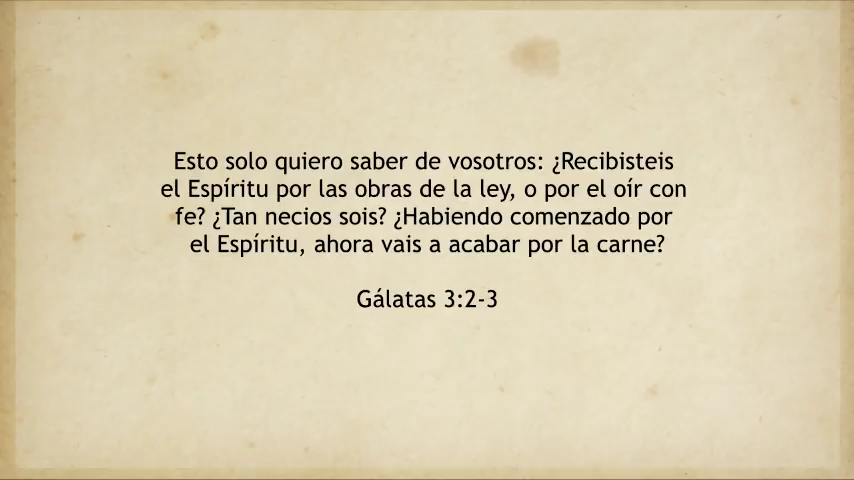 Esto solo quiero saber de vosotros: ¿Recibisteis
el Espíritu por las obras de la ley, o por el oír con
fe? ¿Tan necios sois? ¿Habiendo comenzado por
el Espíritu, ahora vais a acabar por la carne?
Gálatas 3:2-3